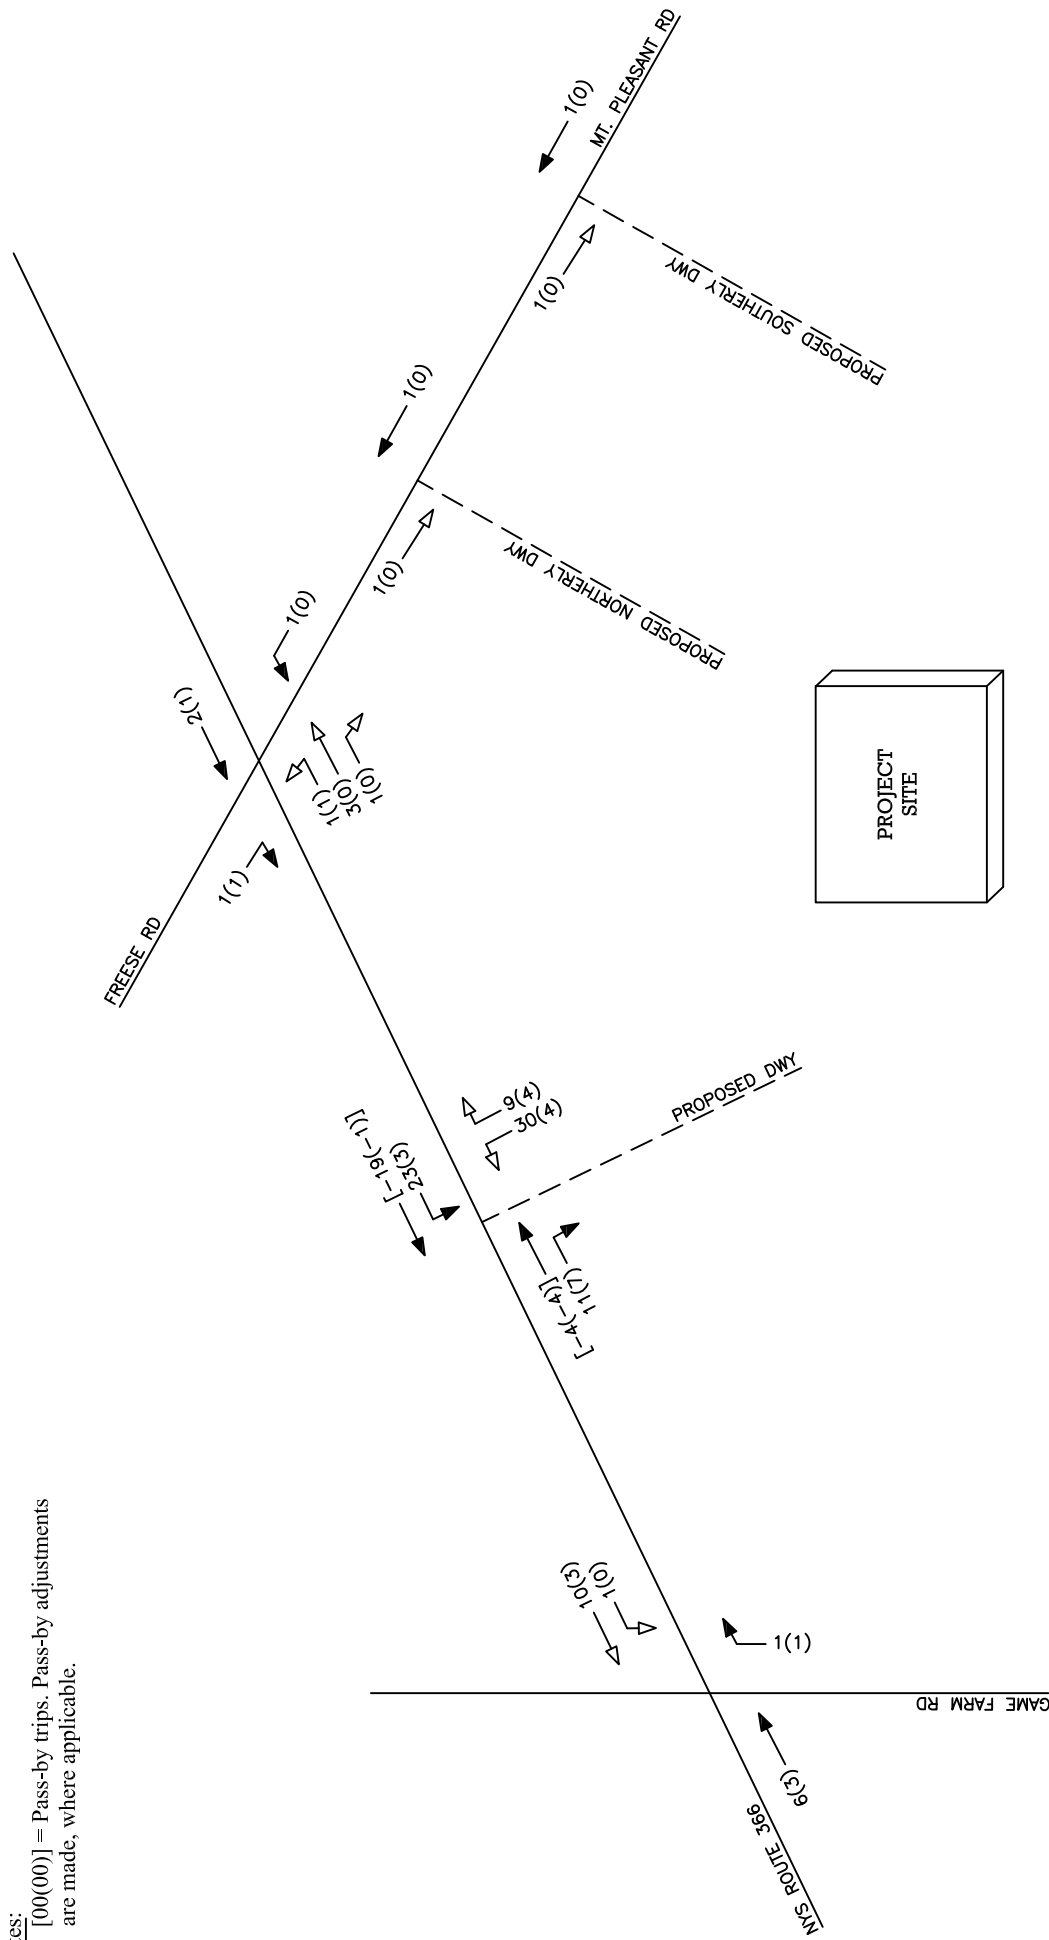 es:
[00(00)] = Pass-by trips. Pass-by adjustments
are made, where applicable.
MT. PLEASANT RD
1(0)
1(0)
PROPOSED SOUTHERLY DWY
1(0)
1(0)
PROPOSED NORTHERLY DWY
1(0)
2(1)
1(1)
3(0)
1(0)
1(1)
FREESE RD
PROJECT
SITE
[-19(-1)]
23(3)
9(4)
30(4)
PROPOSED DWY
[-4(-4)]
11(7)
10(3)
1(0)
1(1)
GAME FARM RD
6(3)
NYS ROUTE 366